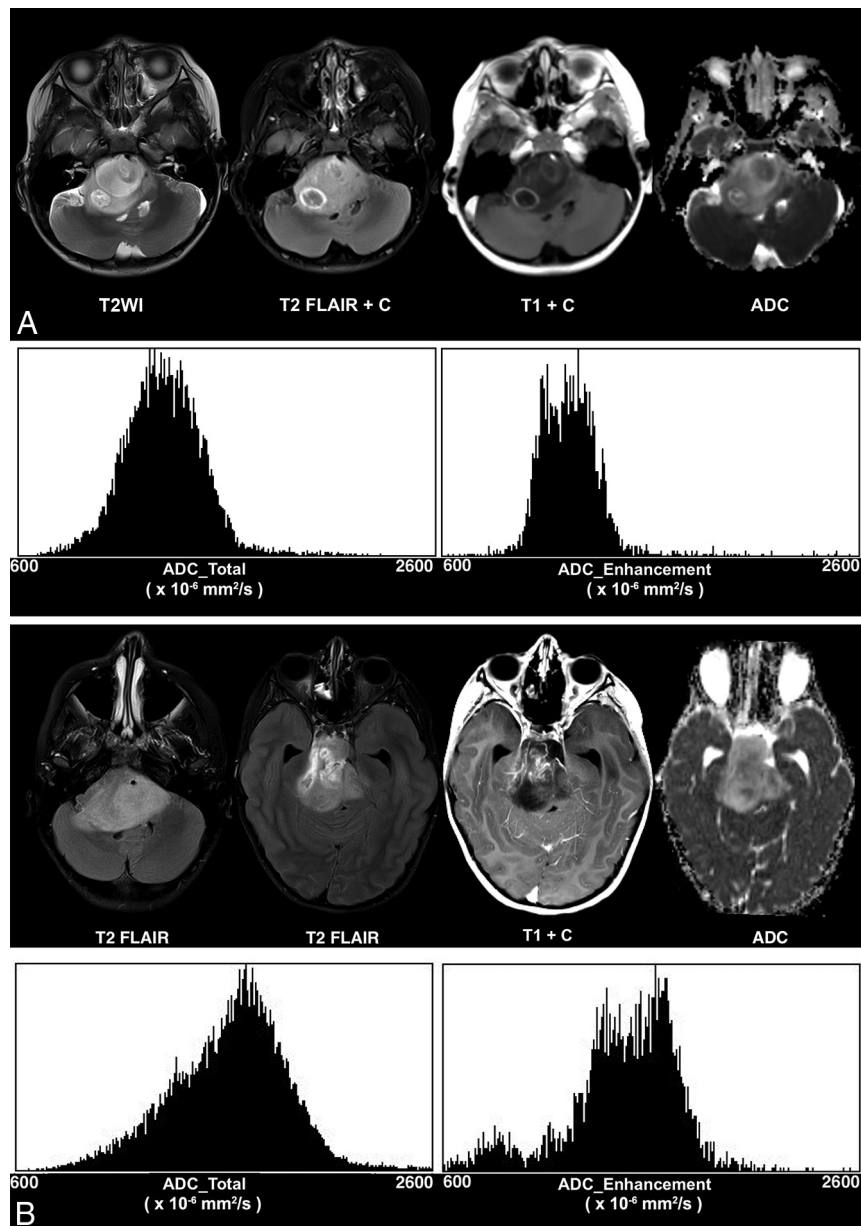 T2WI T2 FLAIR + C T1 + C ADC
A
600 ADC_Total 2600 600 ADC_Enhancement 2600
( x 10⁻⁶ mm²/s ) ( x 10⁻⁶ mm²/s )
T2 FLAIR T2 FLAIR T1 + C ADC
600 ADC_Total 2600 600 ADC_Enhancement 2600
B ( x 10⁻⁶ mm²/s ) ( x 10⁻⁶ mm²/s )